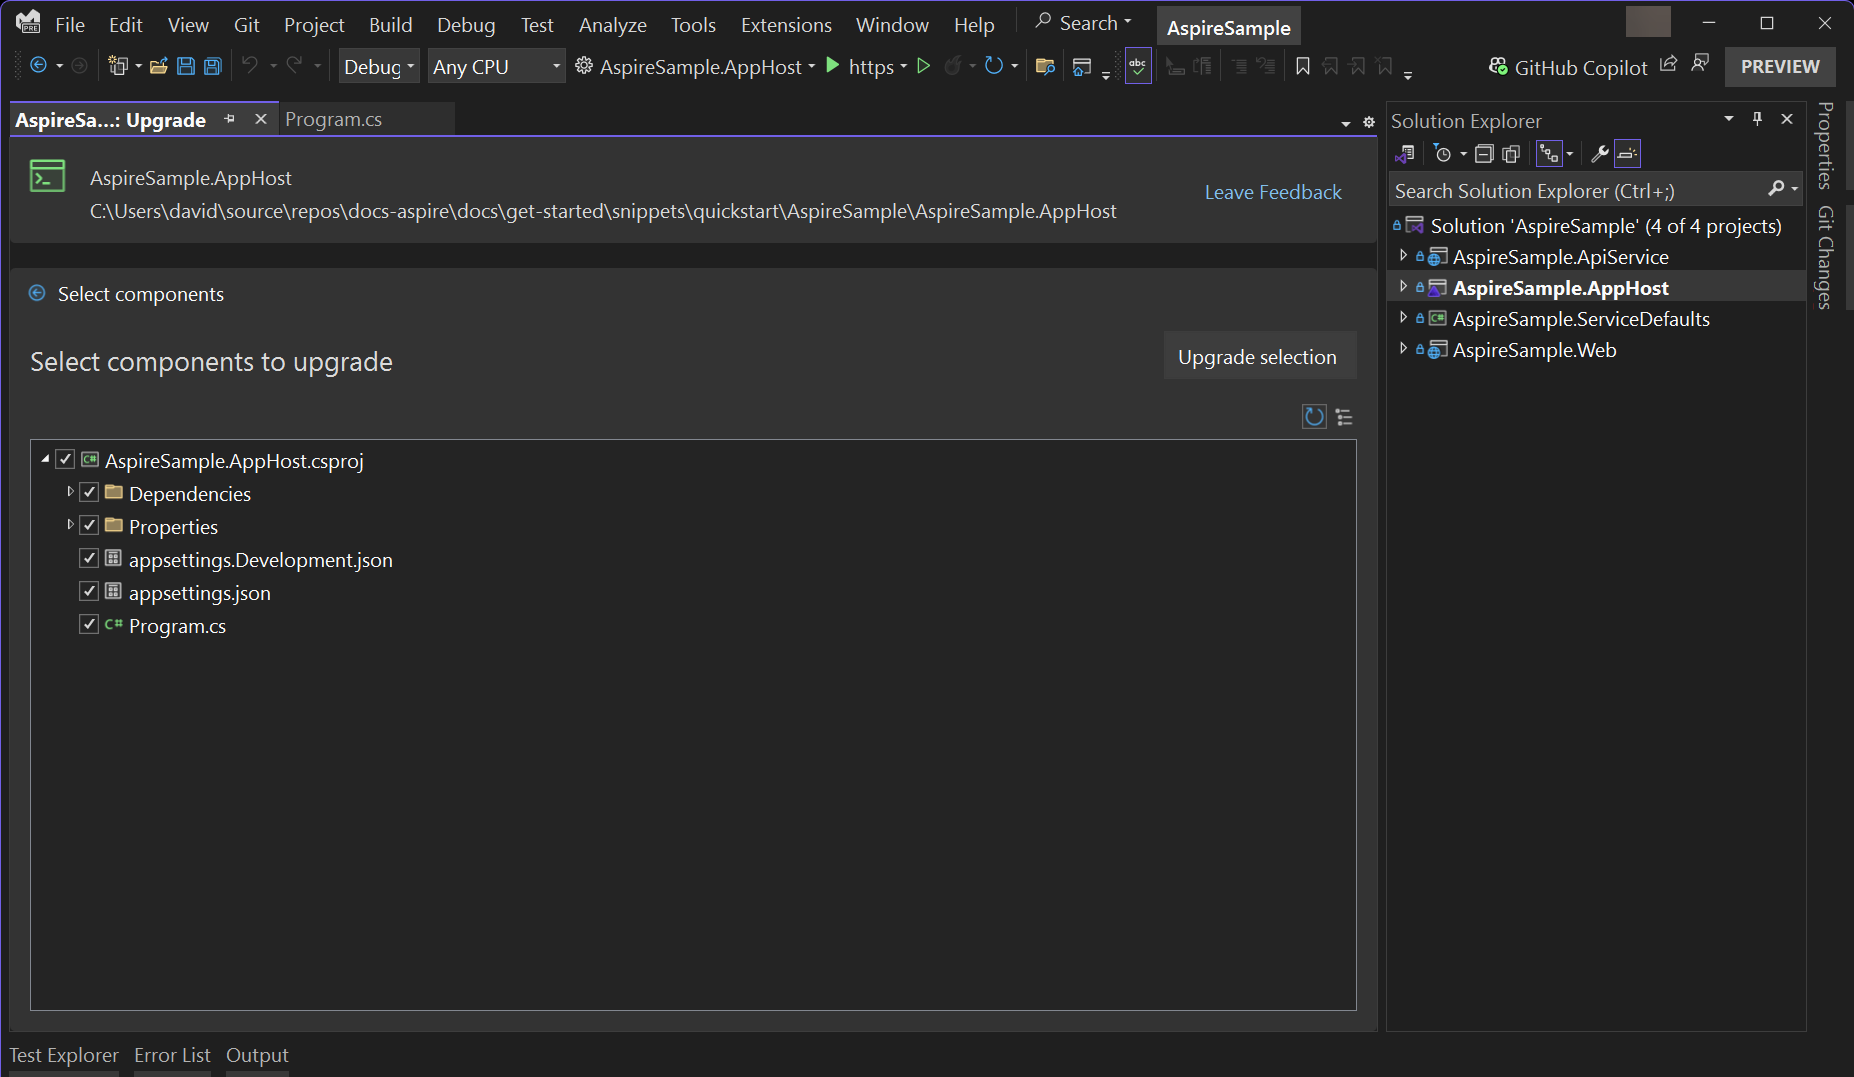 PRE
File Edit View Git Project Build Debug Test Analyze Tools Extensions Window Help Search AspireSample
Debug Any CPU AspireSample.AppHost https abc GitHub Copilot PREVIEW
AspireSa...: Upgrade Program.cs
AspireSample.AppHost
C:\Users\david\source\repos\docs-aspire\docs\get-started\snippets\quickstart\AspireSample\AspireSample.AppHost
Leave Feedback
Select components
Select components to upgrade
Upgrade selection
C# AspireSample.AppHost.csproj
Dependencies
Properties
appsettings.Development.json
appsettings.json
C# Program.cs
Solution Explorer
Search Solution Explorer (Ctrl+;)
Solution 'AspireSample' (4 of 4 projects)
AspireSample.ApiService
AspireSample.AppHost
C# AspireSample.ServiceDefaults
AspireSample.Web
Properties
Git Changes
Test Explorer Error List Output